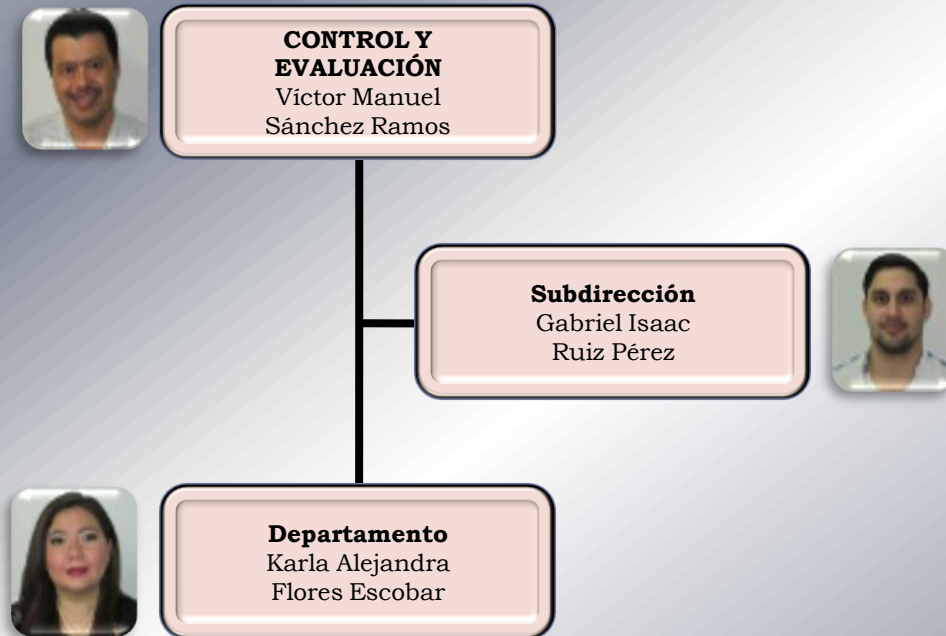 CONTROL Y
EVALUACIÓN
Víctor Manuel
Sánchez Ramos
Subdirección
Gabriel Isaac
Ruiz Pérez
Departamento
Karla Alejandra
Flores Escobar